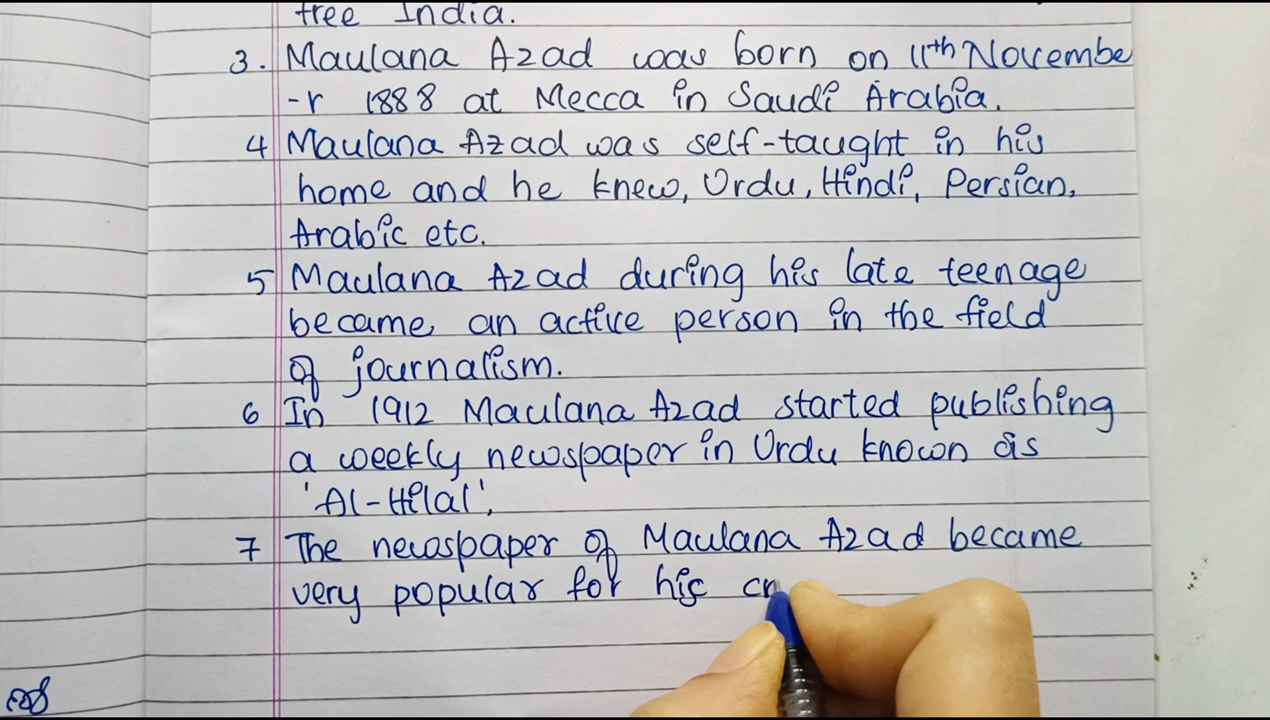 free India.
3. Maulana Azad was born on 11th Novembe
-r 1888 at Mecca in Saudi Arabia.
4 Maulana Azad was self-taught in his
home and he knew, Urdu, Hindi, Persian,
Arabic etc.
5 Maulana Azad during his late teenage
became an active person in the field
of journalism.
6 In 1912 Maulana Azad started publishing
a weekly newspaper in Urdu known as
'Al-Hilal'.
7 The newspaper of Maulana Azad became
very popular for his cr